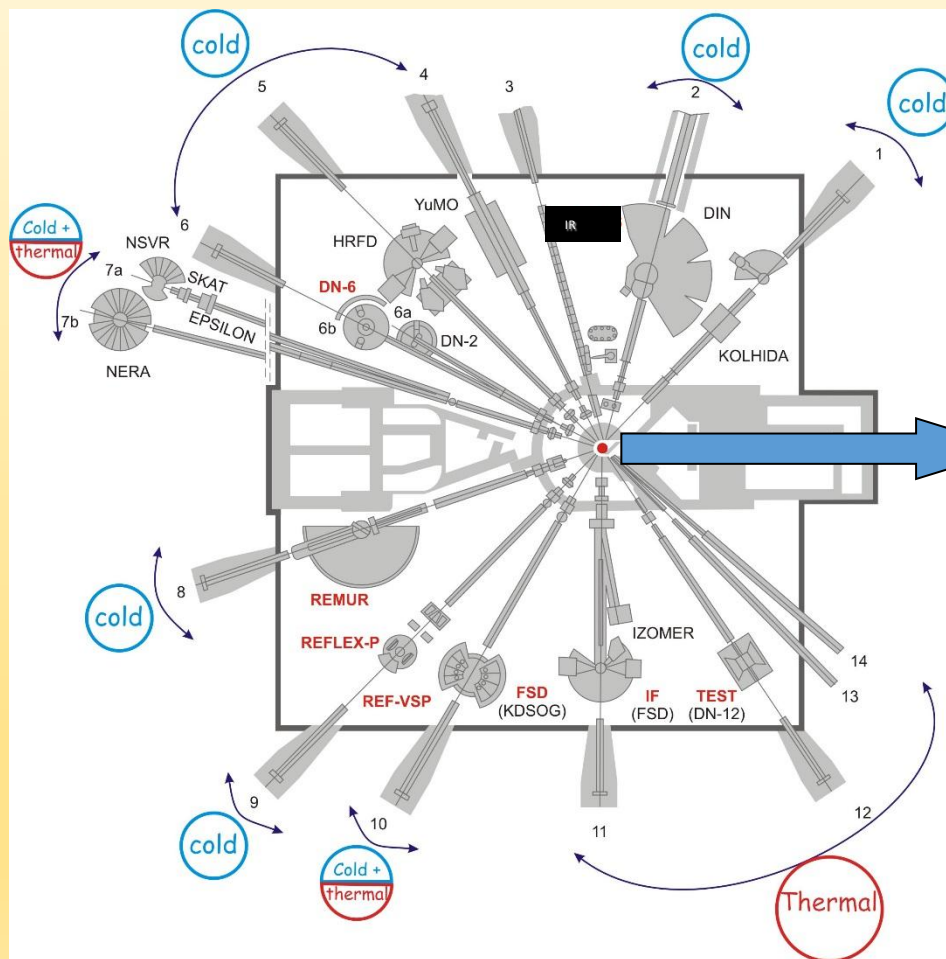 cold
cold
cold
5
4
3
2
1
YuMO
IR
DIN
HRFD
Cold +
thermal
NSVR
6
7a
SKAT
DN-6
6a
6b
DN-2
EPSILON
7b
NERA
KOLHIDA
8
cold
REMUR
REFLEX-P
IZOMER
14
13
REF-VSP
FSD
(KDSOG)
IF
(FSD)
TEST
(DN-12)
9
10
11
12
cold
Cold +
thermal
Thermal